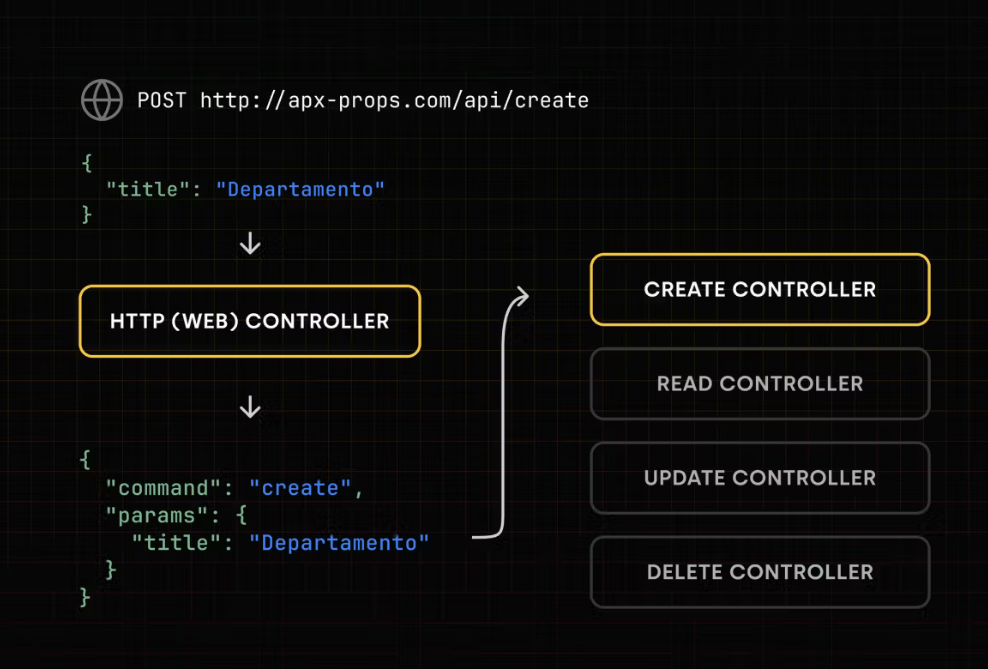 POST http://apx-props.com/api/create
{
"title": "Departamento"
}
HTTP (WEB) CONTROLLER
{
"command": "create",
"params": {
"title": "Departamento"
}
}
CREATE CONTROLLER
READ CONTROLLER
UPDATE CONTROLLER
DELETE CONTROLLER